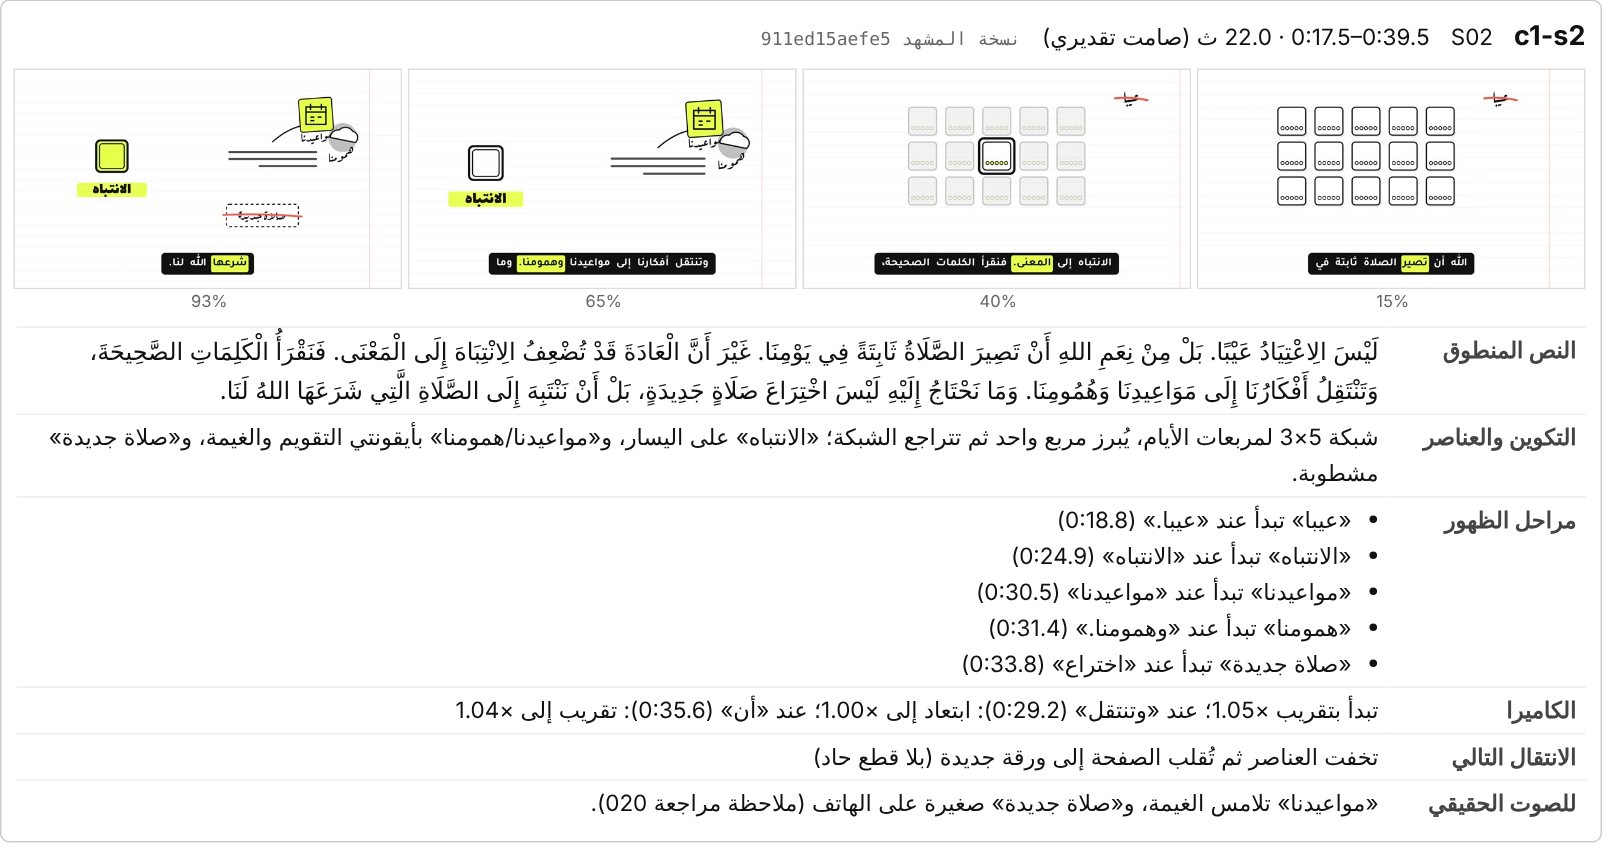 c1-s2 S02 0:17.5–0:39.5 · 22.0 ث (صامت تقديري) نسخة المشهد 911ed15aefe5
عيبا
الله أن تصير الصلاة ثابتة في
15%
عيبا
الانتباه إلى المعنى. فنقرأ الكلمات الصحيحة،
40%
مواعيدنا
همومنا
الانتباه
وتنتقل أفكارنا إلى مواعيدنا وهمومنا. وما
65%
مواعيدنا
همومنا
الانتباه
صلاة جديدة
شرعها الله لنا.
93%
النص المنطوق
لَيْسَ الِاعْتِيَادُ عَيْبًا. بَلْ مِنْ نِعَمِ اللهِ أَنْ تَصِيرَ الصَّلَاةُ ثَابِتَةً فِي يَوْمِنَا. غَيْرَ أَنَّ الْعَادَةَ قَدْ تُضْعِفُ الِانْتِبَاهَ إِلَى الْمَعْنَى. فَنَقْرَأُ الْكَلِمَاتِ الصَّحِيحَةَ،
وَتَنْتَقِلُ أَفْكَارُنَا إِلَى مَوَاعِيدِنَا وَهُمُومِنَا. وَمَا نَحْتَاجُ إِلَيْهِ لَيْسَ اخْتِرَاعَ صَلَاةٍ جَدِيدَةٍ، بَلْ أَنْ نَنْتَبِهَ إِلَى الصَّلَاةِ الَّتِي شَرَعَهَا اللهُ لَنَا.
التكوين والعناصر
شبكة 5×3 لمربعات الأيام، يُبرز مربع واحد ثم تتراجع الشبكة؛ «الانتباه» على اليسار، و«مواعيدنا/همومنا» بأيقونتي التقويم والغيمة، و«صلاة جديدة»
مشطوبة.
مراحل الظهور
• «عيبا» تبدأ عند «عيبا.» (0:18.8)
• «الانتباه» تبدأ عند «الانتباه» (0:24.9)
• «مواعيدنا» تبدأ عند «مواعيدنا» (0:30.5)
• «همومنا» تبدأ عند «وهمومنا.» (0:31.4)
• «صلاة جديدة» تبدأ عند «اختراع» (0:33.8)
الكاميرا
تبدأ بتقريب ×1.05؛ عند «وتنتقل» (0:29.2): ابتعاد إلى ×1.00؛ عند «أن» (0:35.6): تقريب إلى ×1.04
الانتقال التالي
تخفت العناصر ثم تُقلب الصفحة إلى ورقة جديدة (بلا قطع حاد)
للصوت الحقيقي
«مواعيدنا» تلامس الغيمة، و«صلاة جديدة» صغيرة على الهاتف (ملاحظة مراجعة 020).